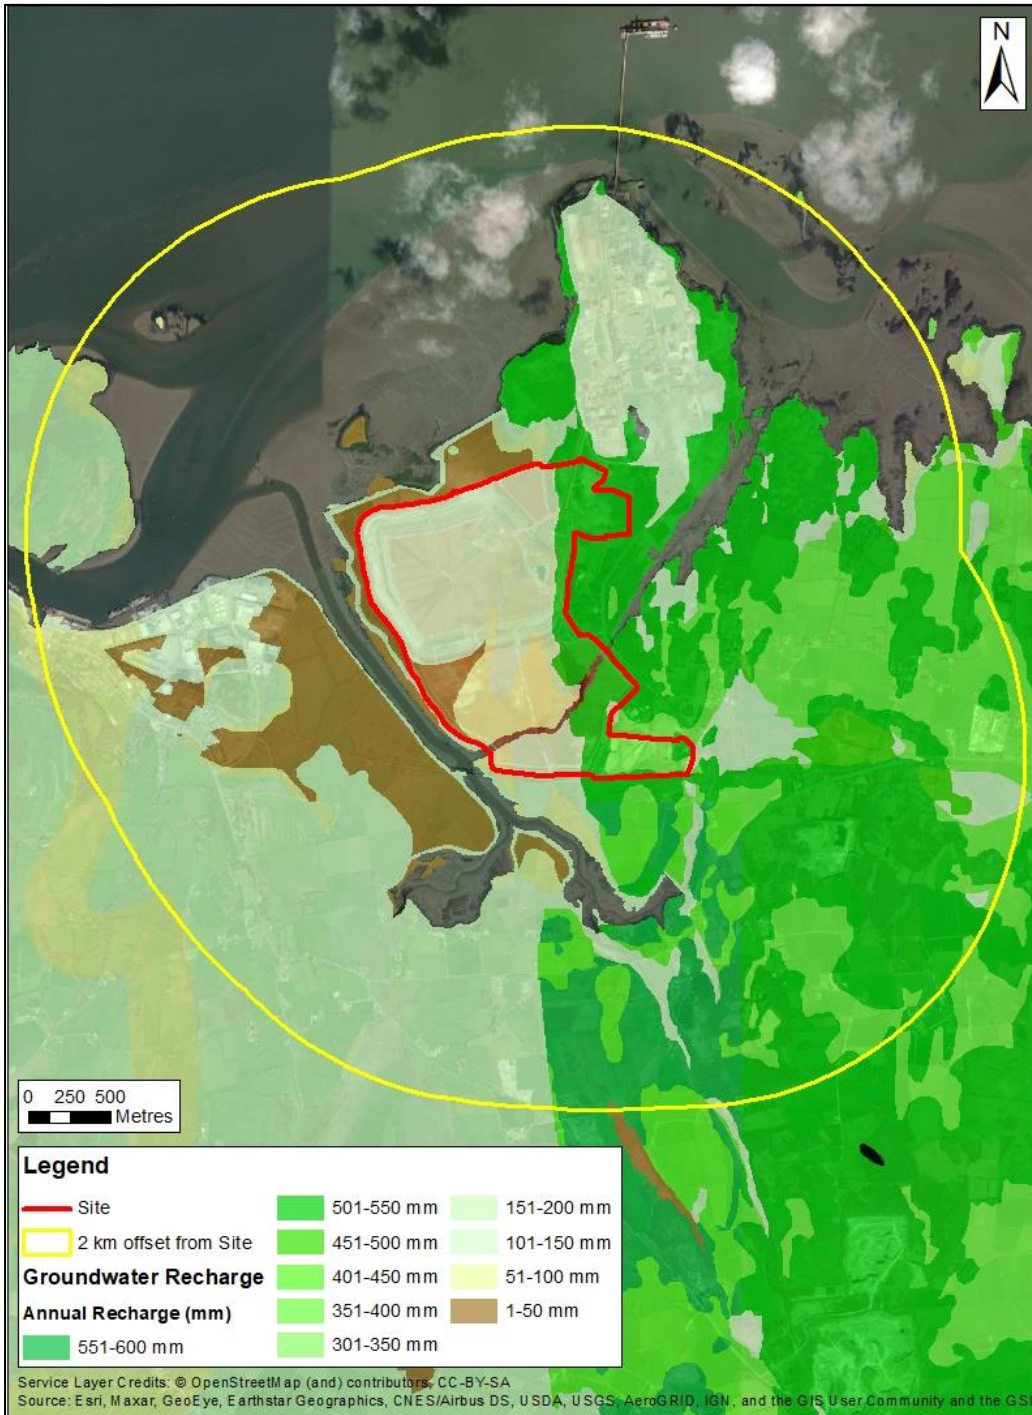 N
0 250 500
Metres
Legend
Site
2 km offset from Site
Groundwater Recharge
Annual Recharge (mm)
551-600 mm
501-550 mm
451-500 mm
401-450 mm
351-400 mm
301-350 mm
151-200 mm
101-150 mm
51-100 mm
1-50 mm
Service Layer Credits: © OpenStreetMap (and) contributors, CC-BY-SA
Source: Esri, Maxar, GeoEye, Earthstar Geographics, CNES/Airbus DS, USDA, USGS, AeroGRID, IGN, and the GIS User Community and the GS